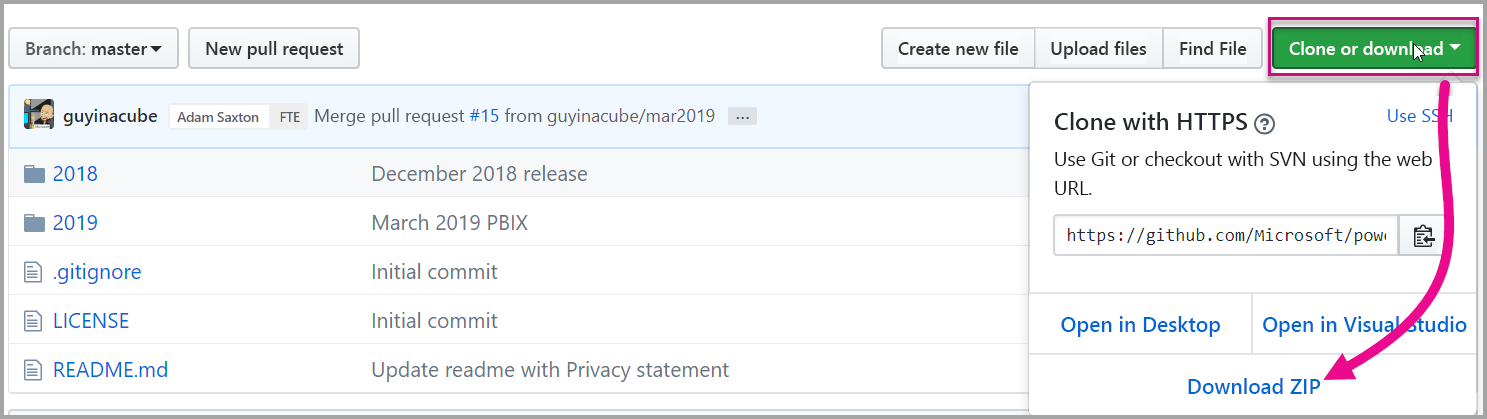 Branch: master
New pull request
Create new file
Upload files
Find File
Clone or download
guyinacube Adam Saxton FTE Merge pull request #15 from guyinacube/mar2019 ...
2018 December 2018 release
2019 March 2019 PBIX
.gitignore Initial commit
LICENSE Initial commit
README.md Update readme with Privacy statement
Clone with HTTPS ?
Use SSH
Use Git or checkout with SVN using the web
URL.
https://github.com/Microsoft/pow
Open in Desktop
Open in Visual Studio
Download ZIP